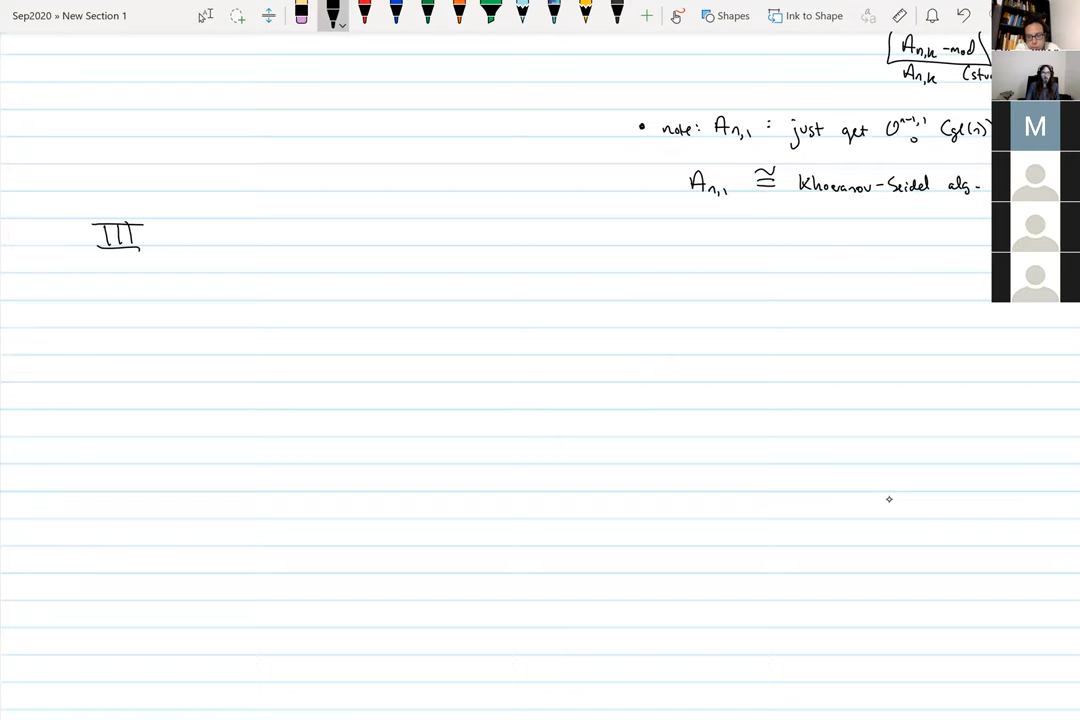 Sep2020 » New Section 1
Shapes
Ink to Shape
A_{n,k} -mod
A_{n,k}
• note: A_{n,1} : just get O_0^{n-1,1} (gl(n)
A_{n,1} ≅ Khovanov-Seidel alg.
M
III